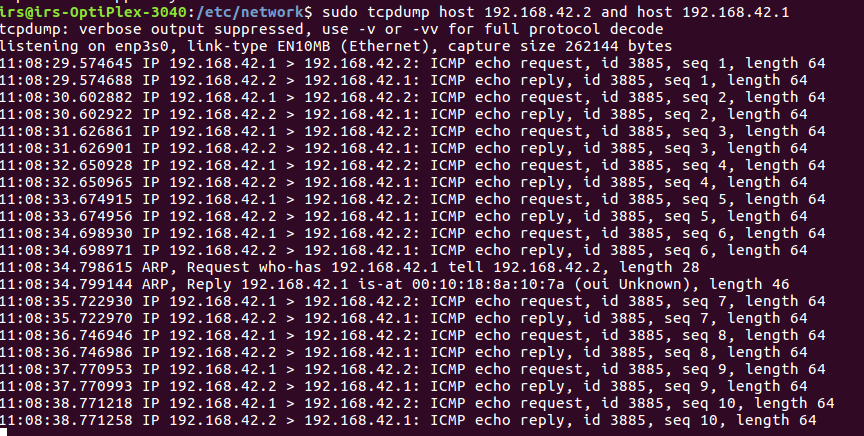 irs@irs-OptiPlex-3040:/etc/network$ sudo tcpdump host 192.168.42.2 and host 192.168.42.1
tcpdump: verbose output suppressed, use -v or -vv for full protocol decode
listening on enp3s0, link-type EN10MB (Ethernet), capture size 262144 bytes
11:08:29.574645 IP 192.168.42.1 > 192.168.42.2: ICMP echo request, id 3885, seq 1, length 64
11:08:29.574688 IP 192.168.42.2 > 192.168.42.1: ICMP echo reply, id 3885, seq 1, length 64
11:08:30.602882 IP 192.168.42.1 > 192.168.42.2: ICMP echo request, id 3885, seq 2, length 64
11:08:30.602922 IP 192.168.42.2 > 192.168.42.1: ICMP echo reply, id 3885, seq 2, length 64
11:08:31.626861 IP 192.168.42.1 > 192.168.42.2: ICMP echo request, id 3885, seq 3, length 64
11:08:31.626901 IP 192.168.42.2 > 192.168.42.1: ICMP echo reply, id 3885, seq 3, length 64
11:08:32.650928 IP 192.168.42.1 > 192.168.42.2: ICMP echo request, id 3885, seq 4, length 64
11:08:32.650965 IP 192.168.42.2 > 192.168.42.1: ICMP echo reply, id 3885, seq 4, length 64
11:08:33.674915 IP 192.168.42.1 > 192.168.42.2: ICMP echo request, id 3885, seq 5, length 64
11:08:33.674956 IP 192.168.42.2 > 192.168.42.1: ICMP echo reply, id 3885, seq 5, length 64
11:08:34.698930 IP 192.168.42.1 > 192.168.42.2: ICMP echo request, id 3885, seq 6, length 64
11:08:34.698971 IP 192.168.42.2 > 192.168.42.1: ICMP echo reply, id 3885, seq 6, length 64
11:08:34.798615 ARP, Request who-has 192.168.42.1 tell 192.168.42.2, length 28
11:08:34.799144 ARP, Reply 192.168.42.1 is-at 00:10:18:8a:10:7a (oui Unknown), length 46
11:08:35.722930 IP 192.168.42.1 > 192.168.42.2: ICMP echo request, id 3885, seq 7, length 64
11:08:35.722970 IP 192.168.42.2 > 192.168.42.1: ICMP echo reply, id 3885, seq 7, length 64
11:08:36.746946 IP 192.168.42.1 > 192.168.42.2: ICMP echo request, id 3885, seq 8, length 64
11:08:36.746986 IP 192.168.42.2 > 192.168.42.1: ICMP echo reply, id 3885, seq 8, length 64
11:08:37.770953 IP 192.168.42.1 > 192.168.42.2: ICMP echo request, id 3885, seq 9, length 64
11:08:37.770993 IP 192.168.42.2 > 192.168.42.1: ICMP echo reply, id 3885, seq 9, length 64
11:08:38.771218 IP 192.168.42.1 > 192.168.42.2: ICMP echo request, id 3885, seq 10, length 64
11:08:38.771258 IP 192.168.42.2 > 192.168.42.1: ICMP echo reply, id 3885, seq 10, length 64